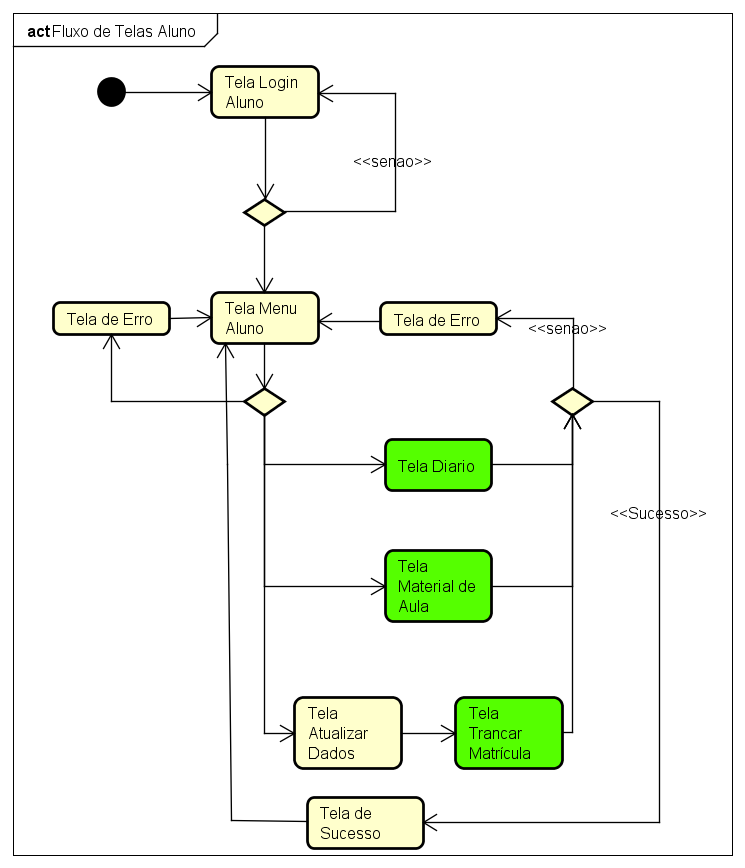 act Fluxo de Telas Aluno
Tela Login
Aluno
<<senao>>
Tela Menu
Aluno
Tela de Erro
Tela de Erro
<<senao>>
Tela Diario
<<Sucesso>>
Tela
Material de
Aula
Tela
Atualizar
Dados
Tela
Trancar
Matrícula
Tela de
Sucesso